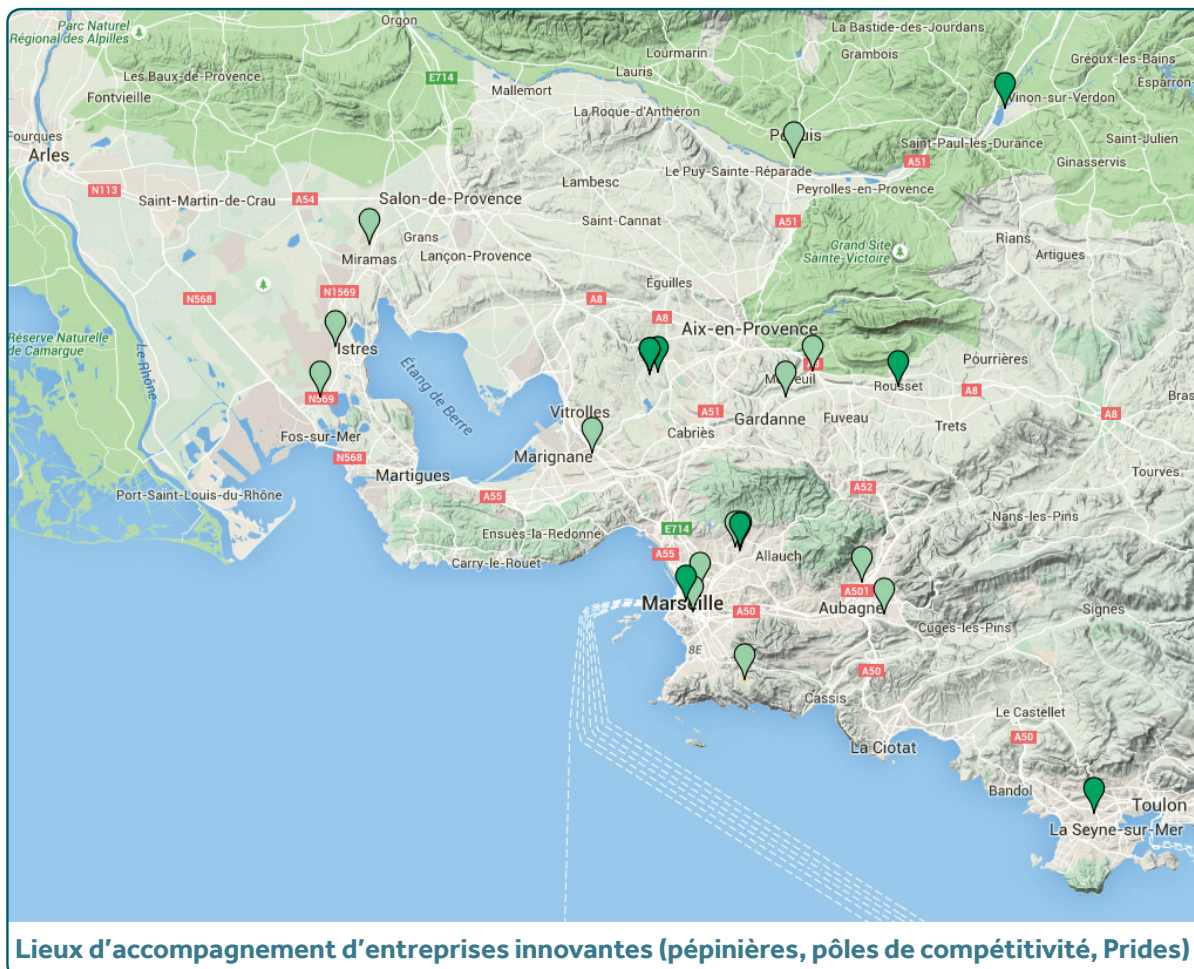 Parc Naturel
Régional des Alpilles
Orgon
La Bastide-des-Jourdans
Lourmarin
Grambois
Gréoux-les-Bains
Les Baux-de-Provence
E714
Lauris
Esparron
Fontvieille
Mallemort
Vinon-sur-Verdon
La Roque-d'Anthéron
Fourques
Arles
Saint-Paul-lès-Durance
Saint-Julien
Le Puy-Sainte-Réparade
A51
Ginasservis
N113
Lambesc
Peyrolles-en-Provence
Saint-Martin-de-Crau
A54
Salon-de-Provence
Saint-Cannat
A51
Grans
Rians
Miramas
Lançon-Provence
Grand Site
Sainte-Victoire
Artigues
Éguilles
N568
N1569
A8
A8
Réserve Naturelle
de Camargue
Le Rhône
Istres
Aix-en-Provence
Étang de Berre
Pourrières
Rousset
N569
A8
Vitrolles
A51
Gardanne
Fuveau
Trets
A8
Bras
Fos-sur-Mer
Cabriès
Marignane
N568
Martigues
Tourves
Port-Saint-Louis-du-Rhône
A55
A52
Nans-les-Pins
Ensuès-la-Redonne
E714
Allauch
A55
Carry-le-Rouet
A501
Marseille
A50
Aubagne
Signes
Cuges-les-Pins
8E
A50
Cassis
Le Castellet
La Ciotat
A50
Bandol
Toulon
La Seyne-sur-Mer
Lieux d'accompagnement d'entreprises innovantes (pépinières, pôles de compétitivité, Prides)